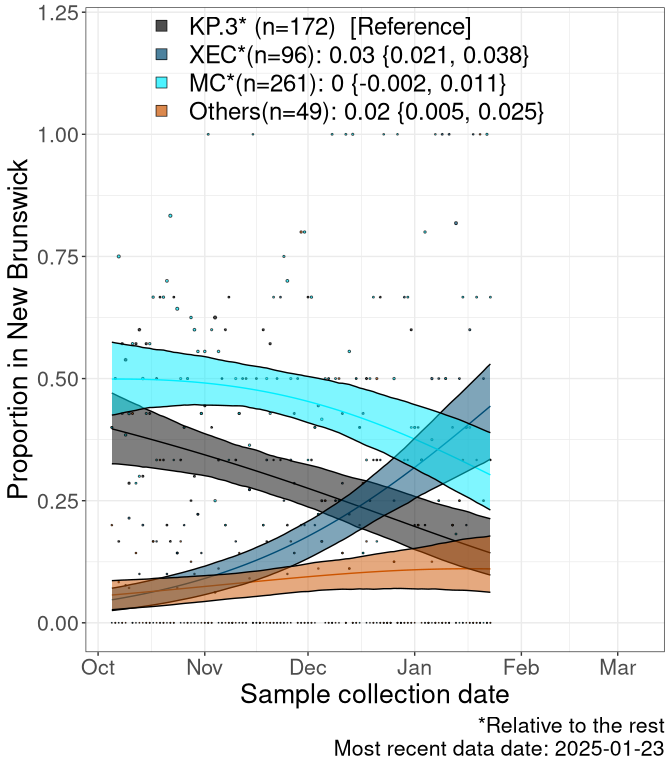 KP.3* (n=172)  [Reference]
XEC*(n=96): 0.03 {0.021, 0.038}
MC*(n=261): 0 {-0.002, 0.011}
Others(n=49): 0.02 {0.005, 0.025}
Proportion in New Brunswick
1.25
1.00
0.75
0.50
0.25
0.00
Oct Nov Dec Jan Feb Mar
Sample collection date
*Relative to the rest
Most recent data date: 2025-01-23